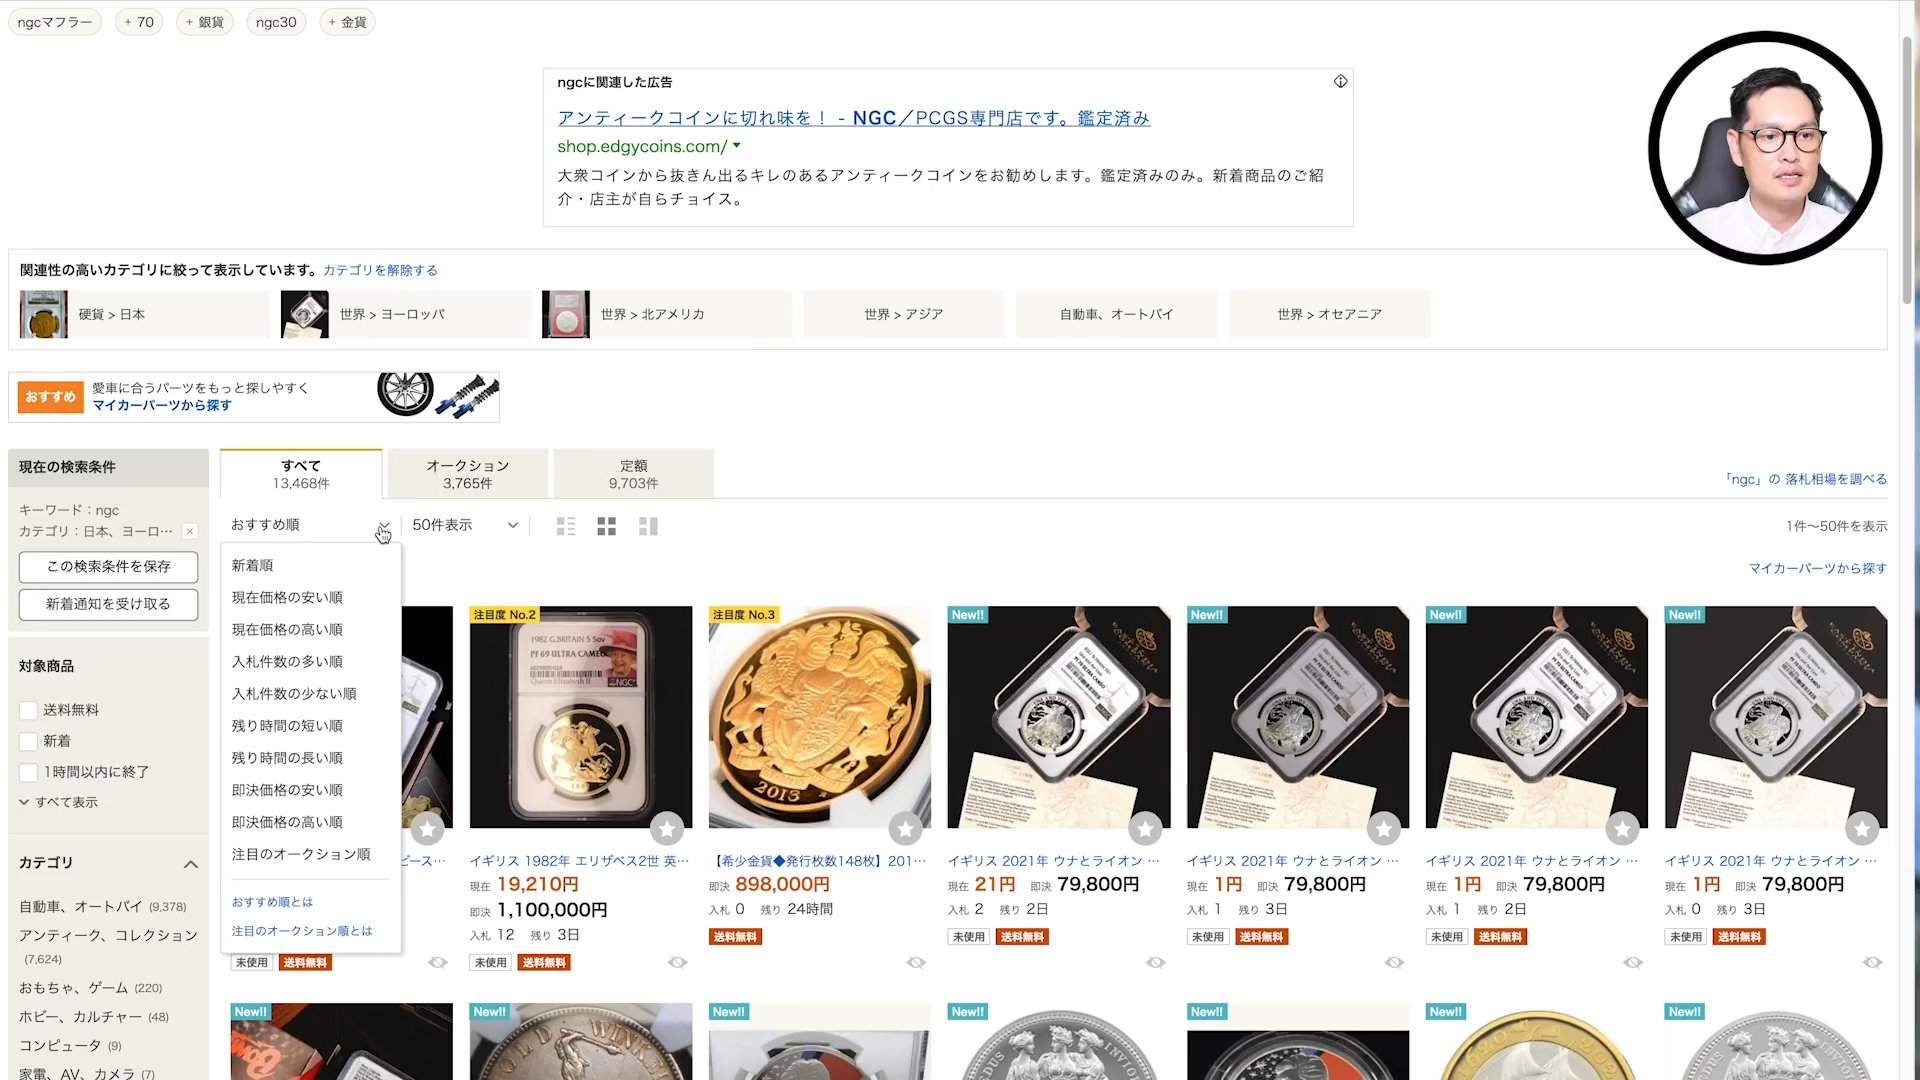 ngcマフラー
+ 70
+ 銀貨
ngc30
+ 金貨
ngcに関連した広告
アンティークコインに切れ味を! - NGC/PCGS専門店です。鑑定済み
shop.edgycoins.com/
大衆コインから抜きん出るキレのあるアンティークコインをお勧めします。鑑定済みのみ。新着商品のご紹
介・店主が自らチョイス。
関連性の高いカテゴリに絞って表示しています。カテゴリを解除する
硬貨 > 日本
世界 > ヨーロッパ
世界 > 北アメリカ
世界 > アジア
自動車、オートバイ
世界 > オセアニア
おすすめ
愛車に合うパーツをもっと探しやすく
マイカーパーツから探す
現在の検索条件
キーワード:ngc
カテゴリ:日本、ヨーロ…
この検索条件を保存
新着通知を受け取る
対象商品
送料無料
新着
1時間以内に終了
すべて表示
カテゴリ
自動車、オートバイ (9,378)
アンティーク、コレクション
(7,624)
おもちゃ、ゲーム (220)
ホビー、カルチャー (48)
コンピュータ (9)
家電、AV、カメラ (7)
すべて
13,468件
オークション
3,765件
定額
9,703件
「ngc」の 落札相場を調べる
おすすめ順
50件表示
1件〜50件を表示
マイカーパーツから探す
新着順
現在価格の安い順
現在価格の高い順
入札件数の多い順
入札件数の少ない順
残り時間の短い順
残り時間の長い順
即決価格の安い順
即決価格の高い順
注目のオークション順
おすすめ順とは
注目のオークション順とは
ピース…
未使用 送料無料
注目度 No.2
1982 G.BRITAIN 5 Sov
PF 69 ULTRA CAMEO
Queen Elizabeth II
NGC
イギリス 1982年 エリザベス2世 英…
現在 19,210円
即決 1,100,000円
入札 12 残り 3日
未使用 送料無料
注目度 No.3
2013
【希少金貨◆発行枚数148枚】201…
即決 898,000円
入札 0 残り 24時間
送料無料
New!!
イギリス 2021年 ウナとライオン …
現在 21円 即決 79,800円
入札 2 残り 2日
未使用 送料無料
New!!
イギリス 2021年 ウナとライオン …
現在 1円 即決 79,800円
入札 1 残り 3日
未使用 送料無料
New!!
イギリス 2021年 ウナとライオン …
現在 1円 即決 79,800円
入札 1 残り 2日
未使用 送料無料
New!!
イギリス 2021年 ウナとライオン …
現在 1円 即決 79,800円
入札 0 残り 3日
未使用 送料無料
New!!
New!!
New!!
New!!
New!!
New!!
New!!